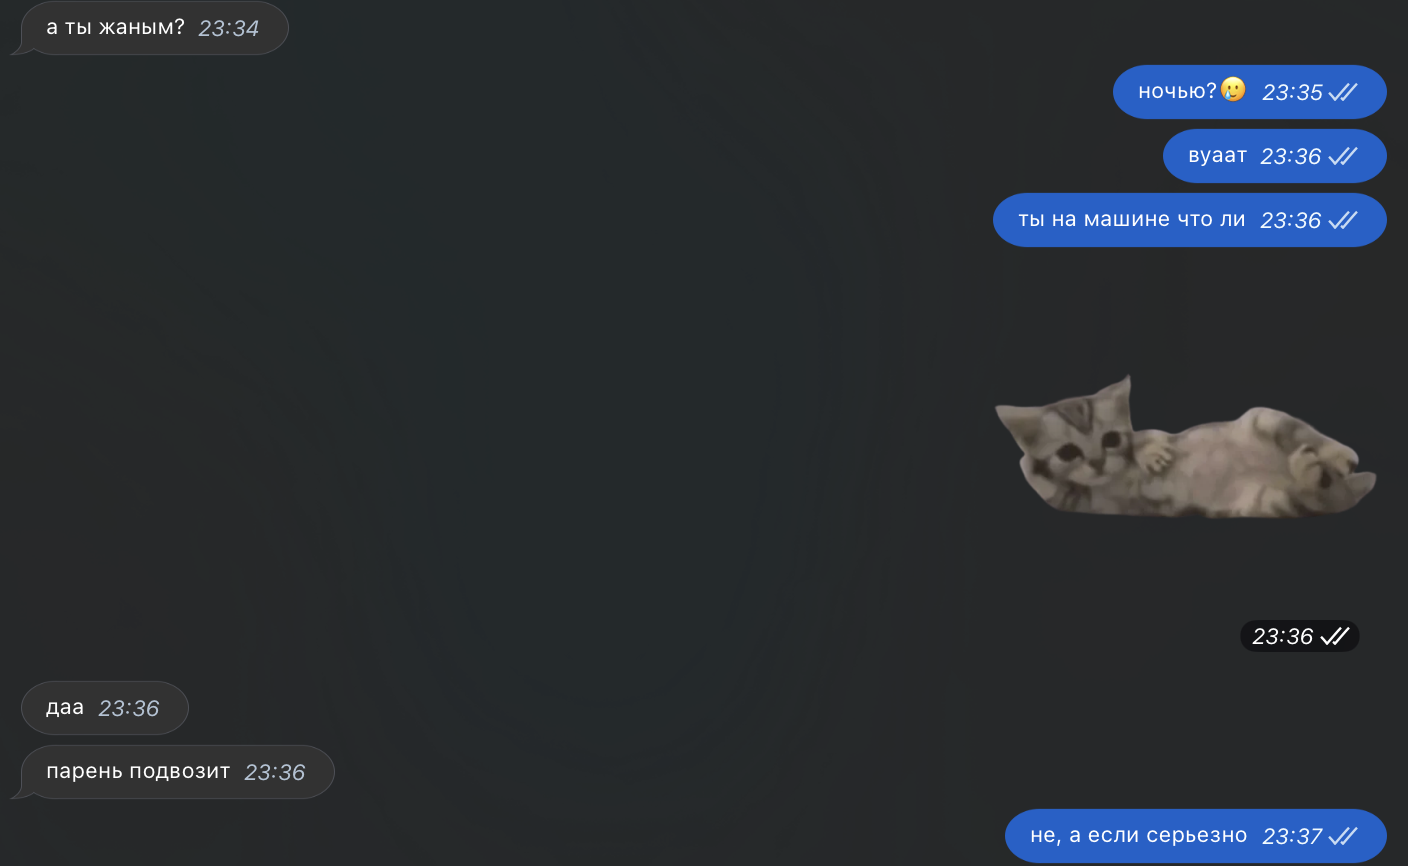 а ты жаным? 23:34
ночью?🥲 23:35
вуаат 23:36
ты на машине что ли 23:36
23:36
даа 23:36
парень подвозит 23:36
не, а если серьезно 23:37